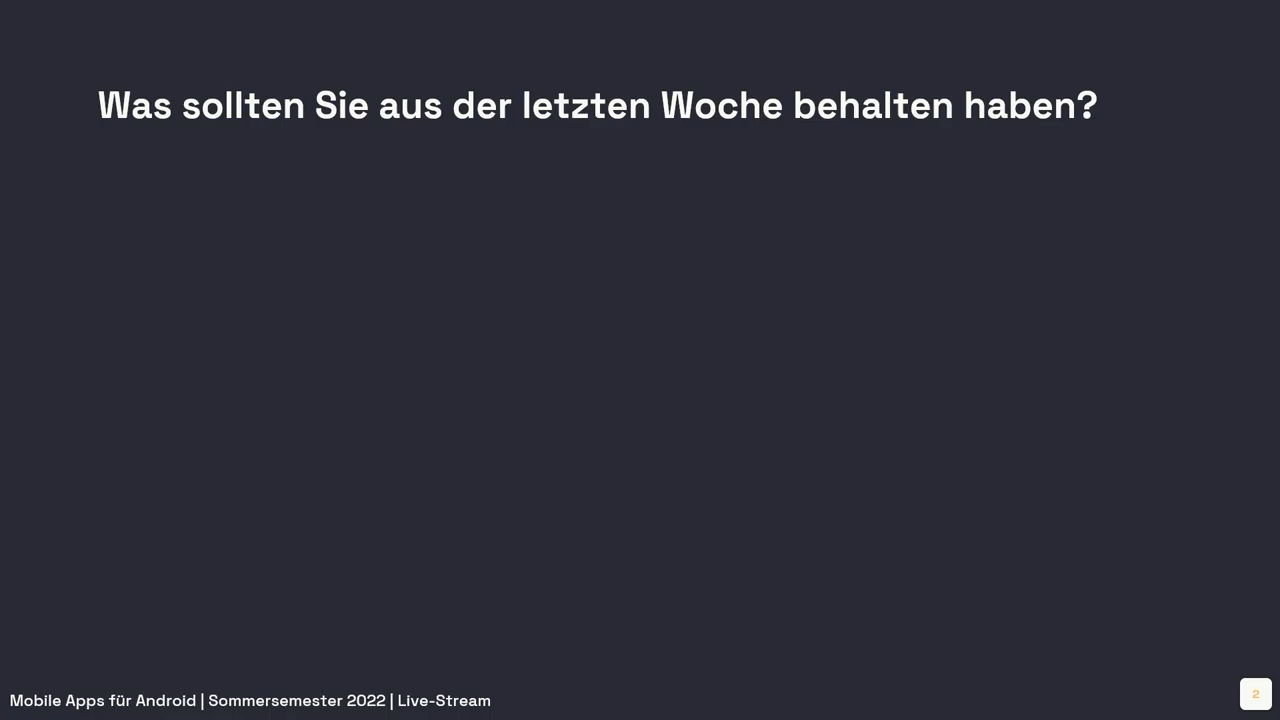 Was sollten Sie aus der letzten Woche behalten haben?
Mobile Apps für Android | Sommersemester 2022 | Live-Stream
2